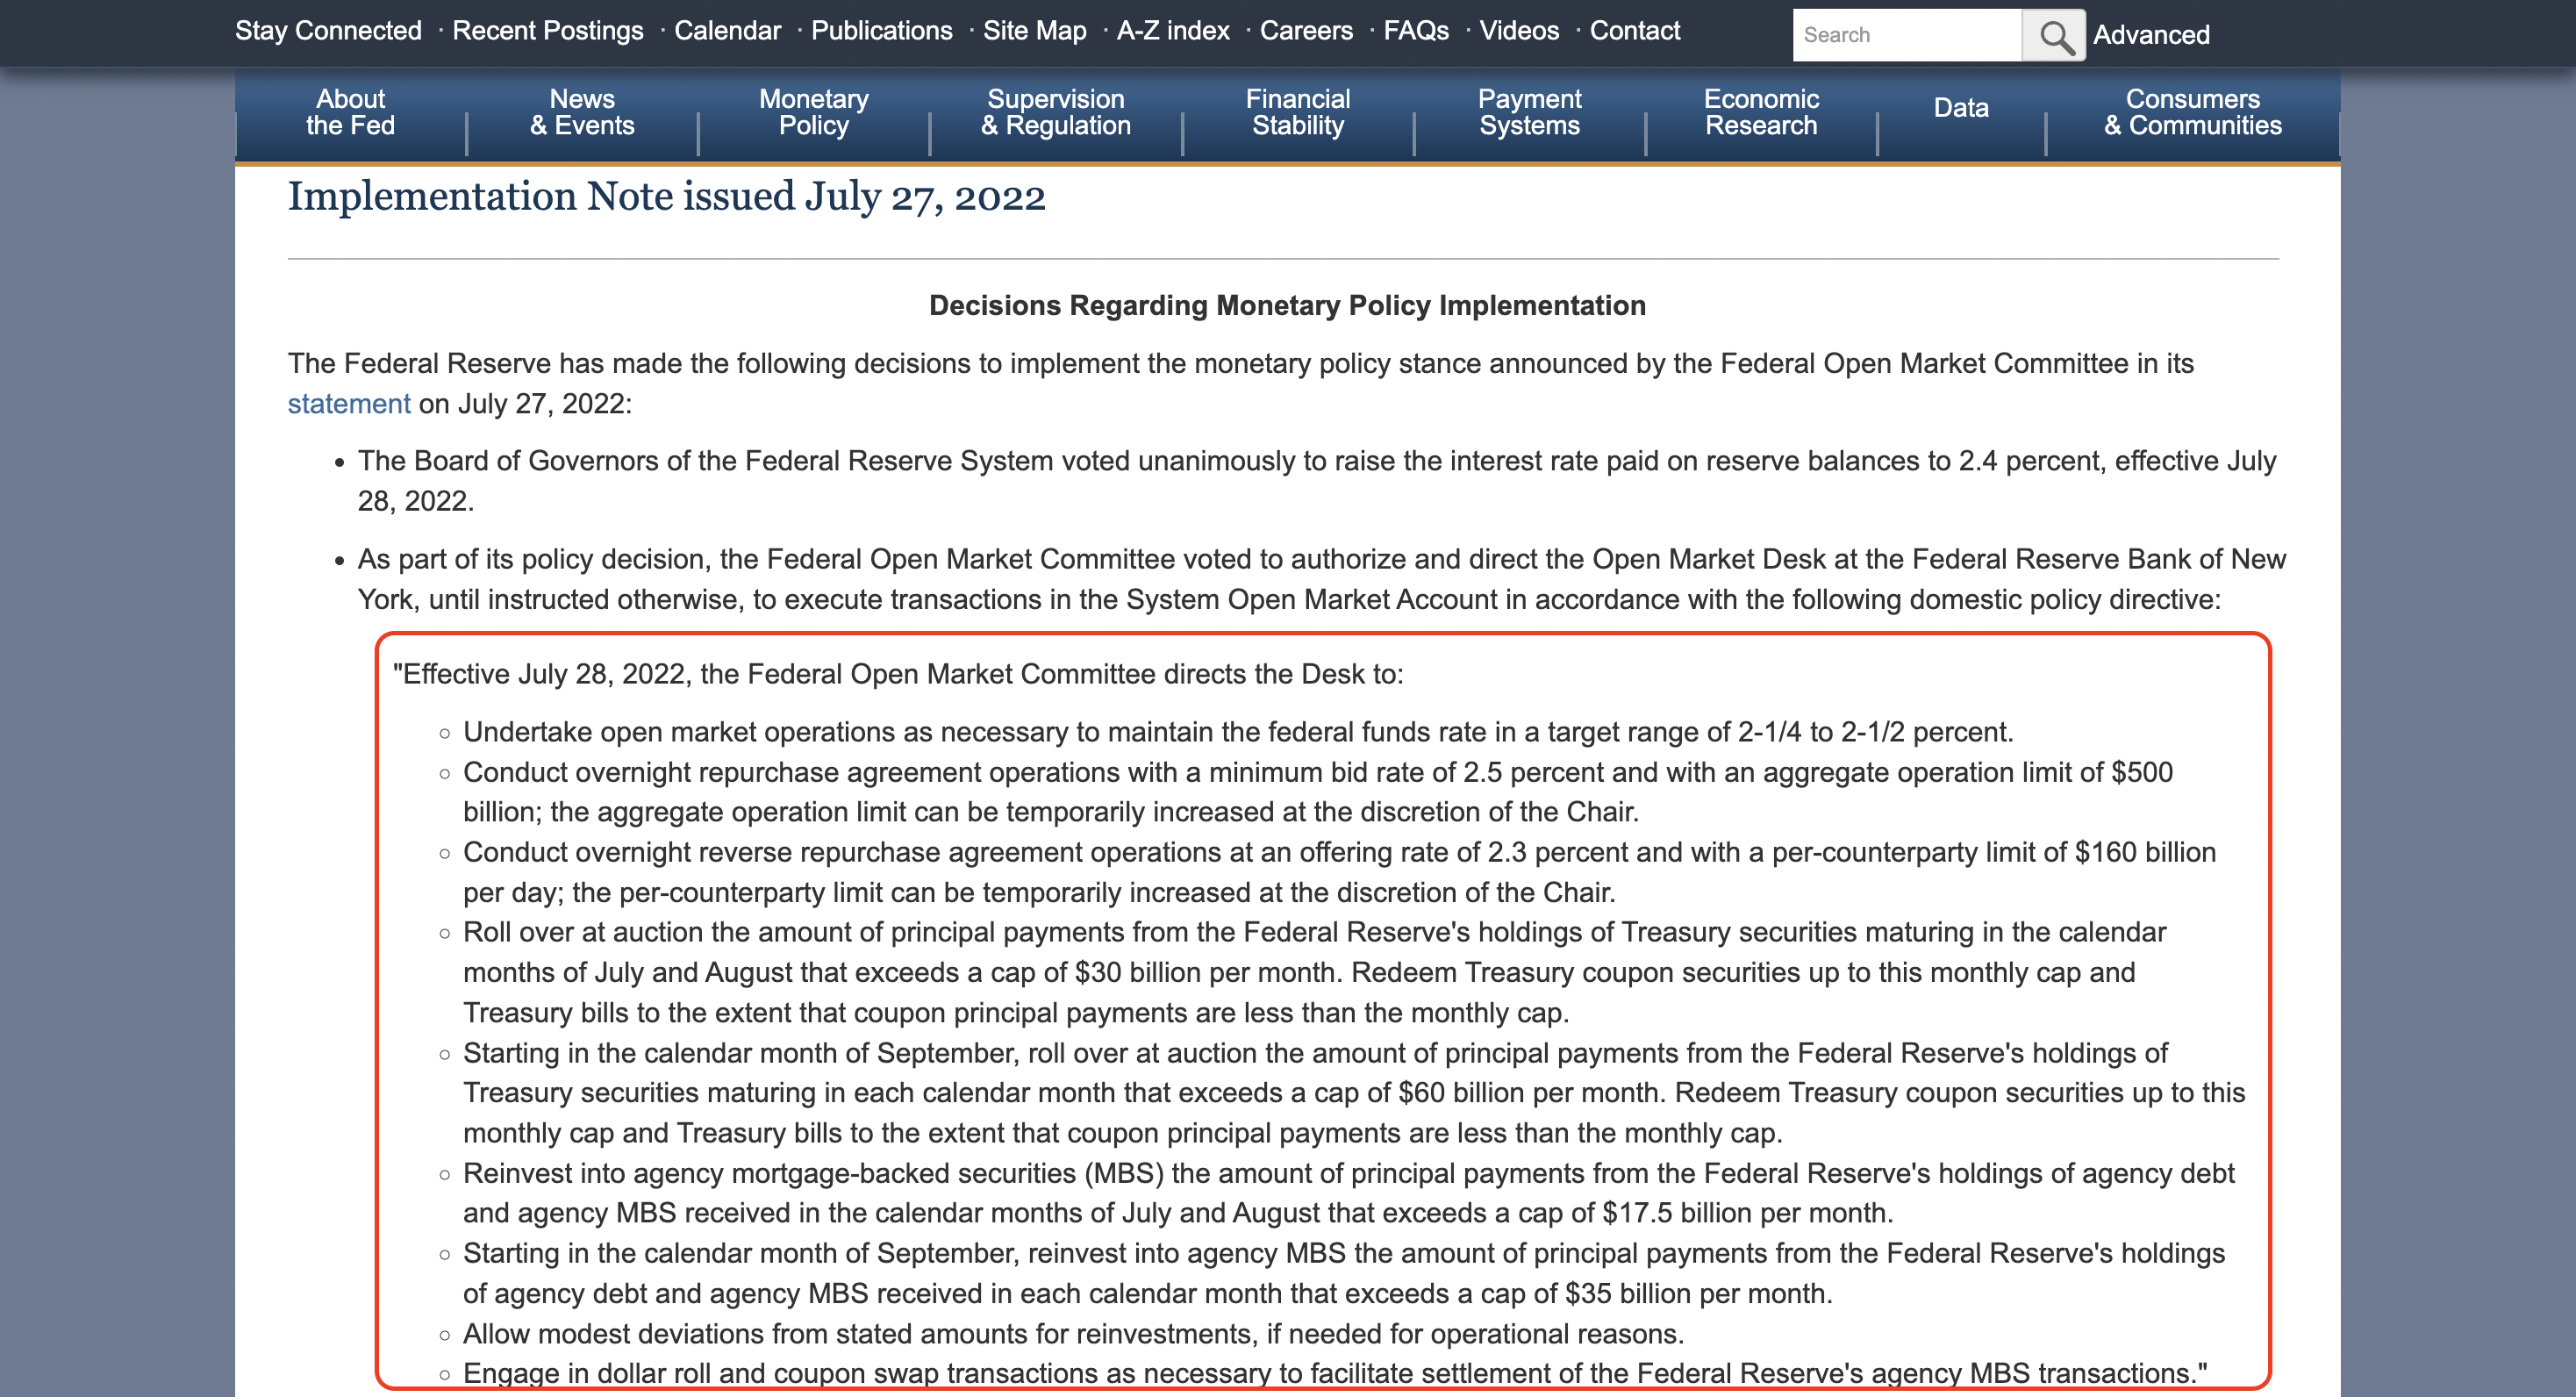 Stay Connected · Recent Postings · Calendar · Publications · Site Map · A-Z index · Careers · FAQs · Videos · Contact
Search
Advanced
About
the Fed
News
& Events
Monetary
Policy
Supervision
& Regulation
Financial
Stability
Payment
Systems
Economic
Research
Data
Consumers
& Communities
Implementation Note issued July 27, 2022
Decisions Regarding Monetary Policy Implementation
The Federal Reserve has made the following decisions to implement the monetary policy stance announced by the Federal Open Market Committee in its
statement on July 27, 2022:
• The Board of Governors of the Federal Reserve System voted unanimously to raise the interest rate paid on reserve balances to 2.4 percent, effective July
28, 2022.
• As part of its policy decision, the Federal Open Market Committee voted to authorize and direct the Open Market Desk at the Federal Reserve Bank of New
York, until instructed otherwise, to execute transactions in the System Open Market Account in accordance with the following domestic policy directive:
"Effective July 28, 2022, the Federal Open Market Committee directs the Desk to:
◦ Undertake open market operations as necessary to maintain the federal funds rate in a target range of 2-1/4 to 2-1/2 percent.
◦ Conduct overnight repurchase agreement operations with a minimum bid rate of 2.5 percent and with an aggregate operation limit of $500
billion; the aggregate operation limit can be temporarily increased at the discretion of the Chair.
◦ Conduct overnight reverse repurchase agreement operations at an offering rate of 2.3 percent and with a per-counterparty limit of $160 billion
per day; the per-counterparty limit can be temporarily increased at the discretion of the Chair.
◦ Roll over at auction the amount of principal payments from the Federal Reserve's holdings of Treasury securities maturing in the calendar
months of July and August that exceeds a cap of $30 billion per month. Redeem Treasury coupon securities up to this monthly cap and
Treasury bills to the extent that coupon principal payments are less than the monthly cap.
◦ Starting in the calendar month of September, roll over at auction the amount of principal payments from the Federal Reserve's holdings of
Treasury securities maturing in each calendar month that exceeds a cap of $60 billion per month. Redeem Treasury coupon securities up to this
monthly cap and Treasury bills to the extent that coupon principal payments are less than the monthly cap.
◦ Reinvest into agency mortgage-backed securities (MBS) the amount of principal payments from the Federal Reserve's holdings of agency debt
and agency MBS received in the calendar months of July and August that exceeds a cap of $17.5 billion per month.
◦ Starting in the calendar month of September, reinvest into agency MBS the amount of principal payments from the Federal Reserve's holdings
of agency debt and agency MBS received in each calendar month that exceeds a cap of $35 billion per month.
◦ Allow modest deviations from stated amounts for reinvestments, if needed for operational reasons.
◦ Engage in dollar roll and coupon swap transactions as necessary to facilitate settlement of the Federal Reserve's agency MBS transactions."